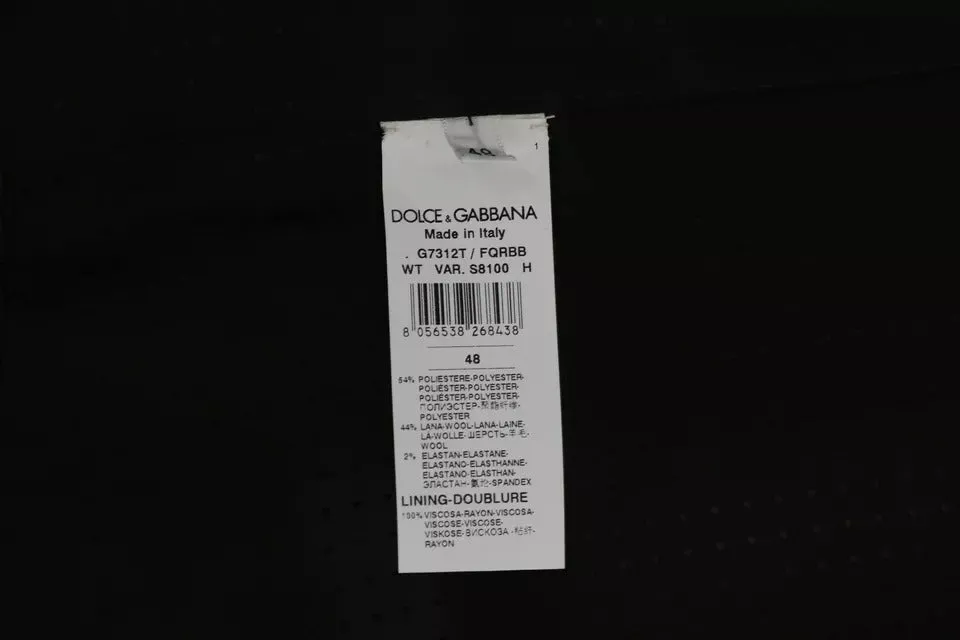 48
1
DOLCE & GABBANA
Made in Italy
. G7312T / FQRBB
WT VAR. S8100 H
8 056538 268438
48
54% POLIESTERE-POLYESTER-
POLIÉSTER-POLYESTER-
POLIÉSTER-POLYESTER-
ПОЛИЭСТЕР-聚酯纤维-
POLYESTER
44% LANA-WOOL-LANA-LAINE-
LÃ-WOLLE-ШЕРСТЬ-羊毛-
WOOL
2% ELASTAN-ELASTANE-
ELASTANO-ELASTHANNE-
ELASTANO-ELASTHAN-
ЭЛАСТАН-氨纶-SPANDEX
LINING-DOUBLURE
100% VISCOSA-RAYON-VISCOSA-
VISCOSE-VISCOSE-
VISKOSE-ВИСКОЗА-粘纤-
RAYON